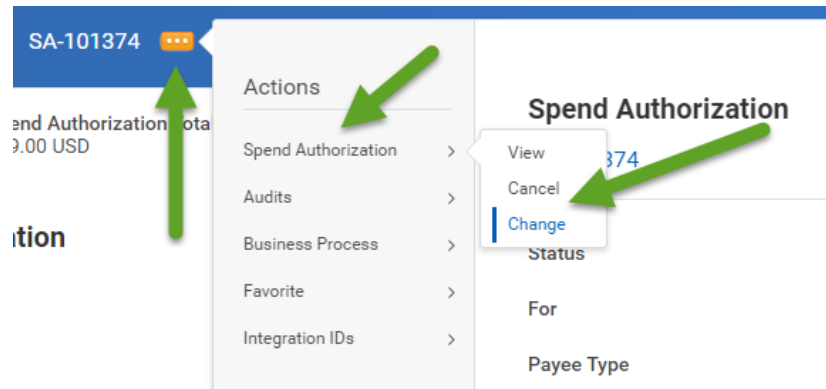 SA-101374
Actions
end Authorization
9.00 USD
tion
Spend Authorization
Audits
Business Process
Favorite
Integration IDs
View
Cancel
Change
Spend Authorization
374
Status
For
Payee Type